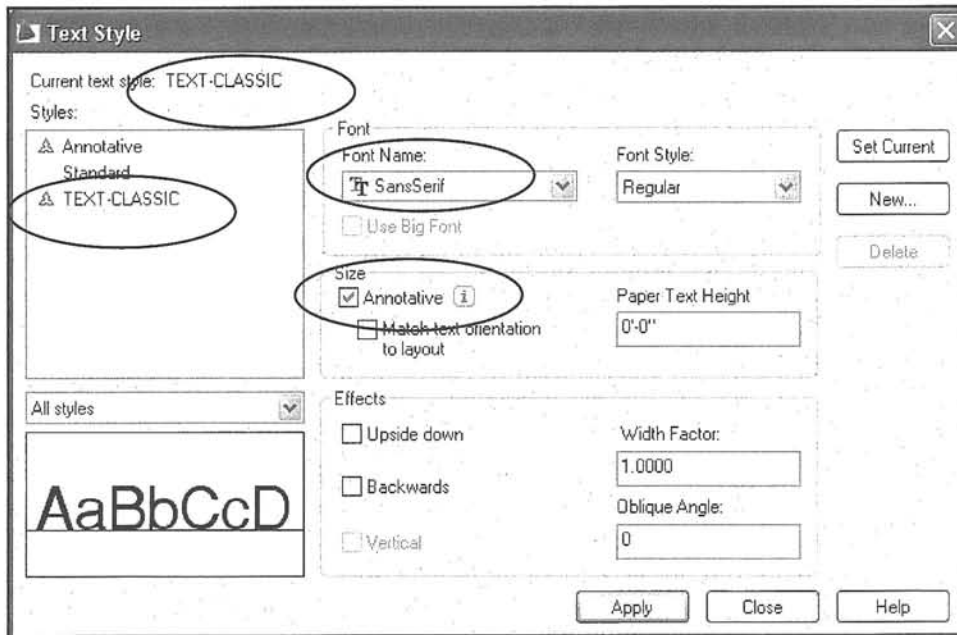 Text Style
Current text style: TEXT-CLASSIC
Styles:
Annotative
Standard
TEXT-CLASSIC
All styles
AaBbCcD
Font
Font Name:
SansSerif
Use Big Font
Font Style:
Regular
Size
Annotative
Match text orientation
to layout
Paper Text Height
0'-0"
Effects
Upside down
Backwards
Vertical
Width Factor:
1.0000
Oblique Angle:
0
Set Current
New...
Delete
Apply
Close
Help